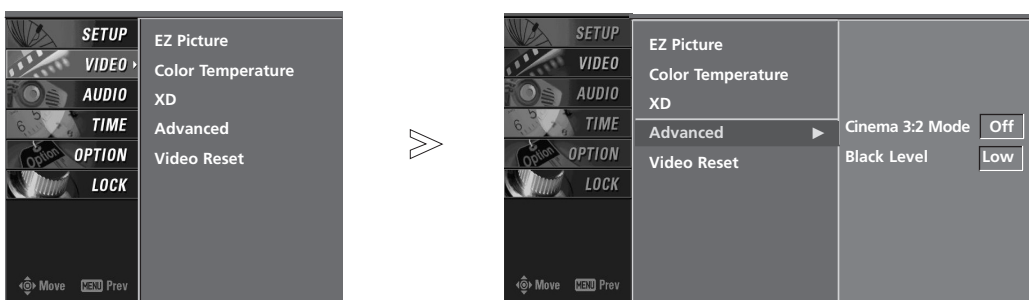 SETUP
VIDEO
AUDIO
TIME
OPTION
LOCK
EZ Picture
Color Temperature
XD
Advanced
Video Reset
Move MENU Prev
SETUP
VIDEO
AUDIO
TIME
OPTION
LOCK
EZ Picture
Color Temperature
XD
Advanced ▶
Video Reset
Cinema 3:2 Mode Off
Black Level Low
Move MENU Prev